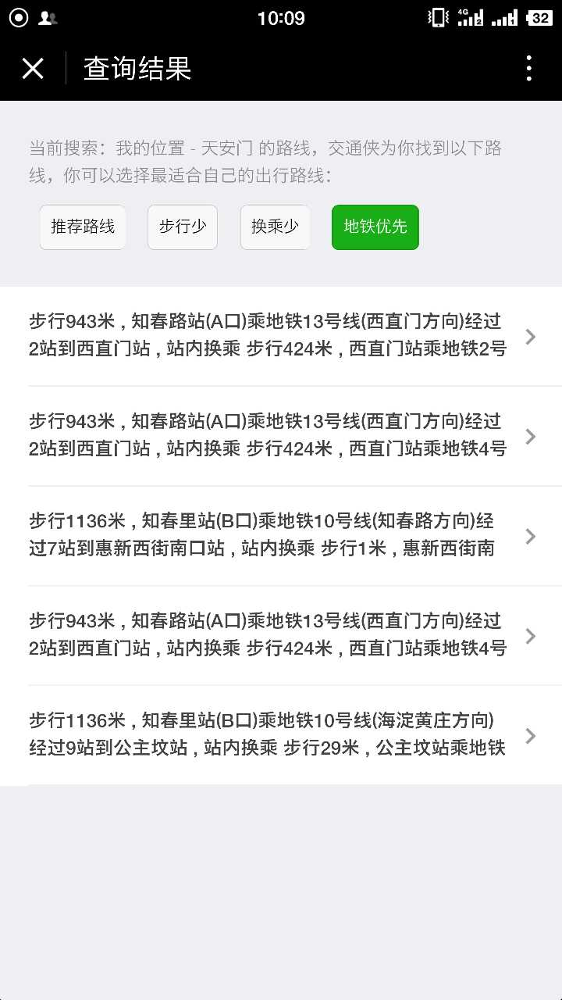 10:09
4G
2
1
32
查询结果
当前搜索：我的位置 - 天安门 的路线，交通侠为你找到以下路
线，你可以选择最适合自己的出行路线：
推荐路线
步行少
换乘少
地铁优先
步行943米 , 知春路站(A口)乘地铁13号线(西直门方向)经过
2站到西直门站 , 站内换乘 步行424米 , 西直门站乘地铁2号
步行943米 , 知春路站(A口)乘地铁13号线(西直门方向)经过
2站到西直门站 , 站内换乘 步行424米 , 西直门站乘地铁4号
步行1136米 , 知春里站(B口)乘地铁10号线(知春路方向)经
过7站到惠新西街南口站 , 站内换乘 步行1米 , 惠新西街南
步行943米 , 知春路站(A口)乘地铁13号线(西直门方向)经过
2站到西直门站 , 站内换乘 步行424米 , 西直门站乘地铁4号
步行1136米 , 知春里站(B口)乘地铁10号线(海淀黄庄方向)
经过9站到公主坟站 , 站内换乘 步行29米 , 公主坟站乘地铁